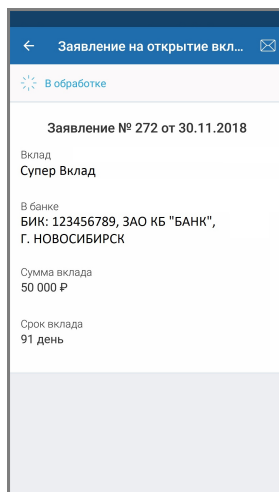 Заявление на открытие вкл...
В обработке
Заявление № 272 от 30.11.2018
Вклад
Супер Вклад
В банке
БИК: 123456789, ЗАО КБ "БАНК",
Г. НОВОСИБИРСК
Сумма вклада
50 000 ₽
Срок вклада
91 день